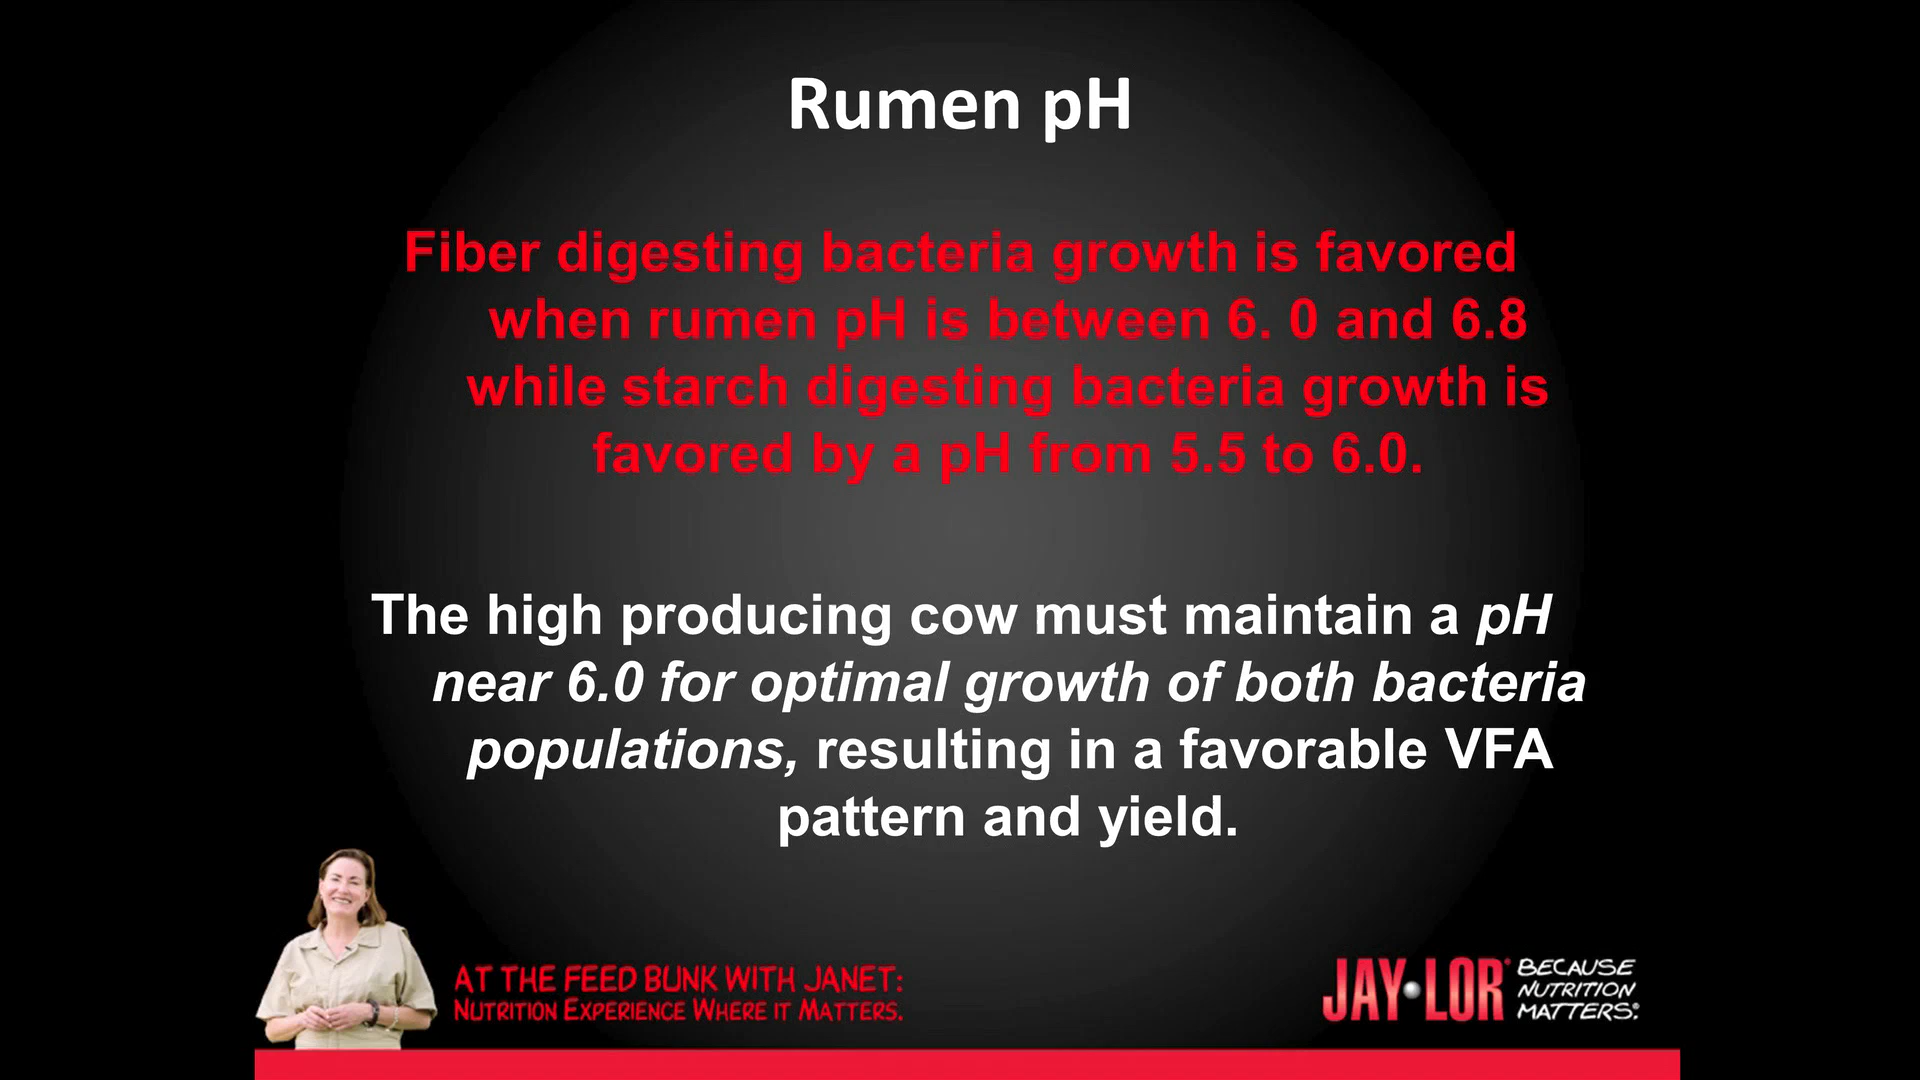 Rumen pH
Fiber digesting bacteria growth is favored
when rumen pH is between 6. 0 and 6.8
while starch digesting bacteria growth is
favored by a pH from 5.5 to 6.0.
The high producing cow must maintain a pH
near 6.0 for optimal growth of both bacteria
populations, resulting in a favorable VFA
pattern and yield.
AT THE FEED BUNK WITH JANET:
NUTRITION EXPERIENCE WHERE IT MATTERS.
JAY•LOR®
BECAUSE
NUTRITION
MATTERS.®